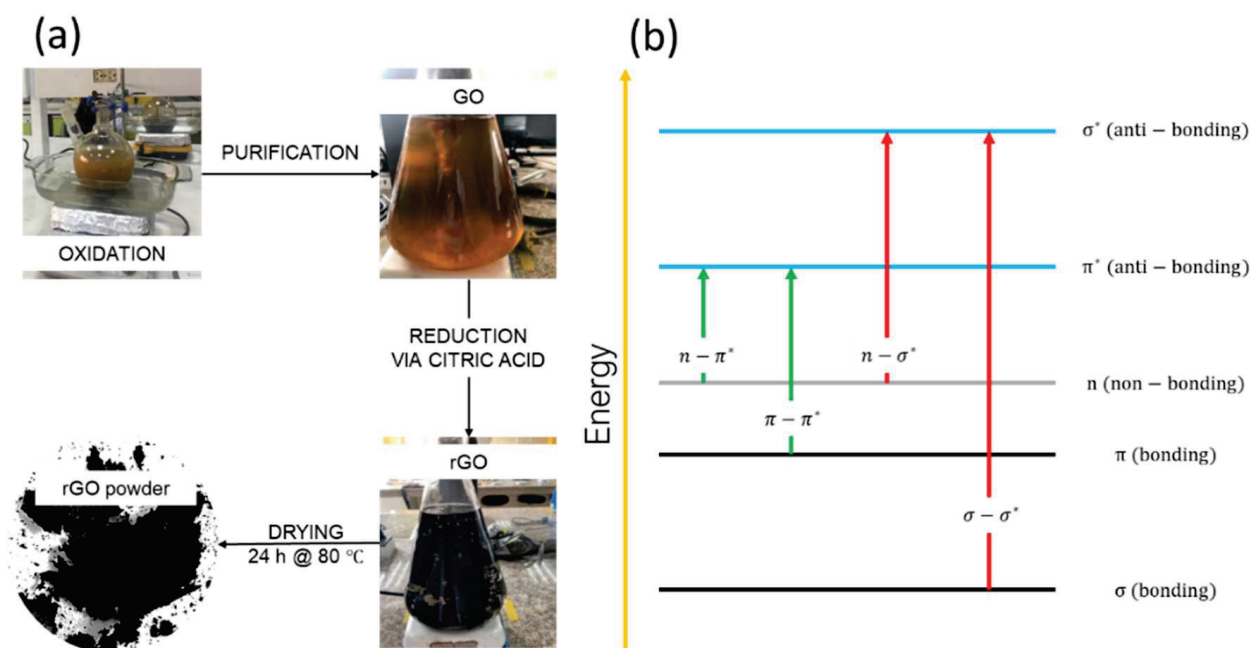 (a)
OXIDATION
PURIFICATION
GO
REDUCTION
VIA CITRIC ACID
rGO
DRYING
24 h @ 80 ℃
rGO powder
(b)
Energy
σ* (anti − bonding)
π* (anti − bonding)
n − π*
n − σ*
n (non − bonding)
π − π*
π (bonding)
σ − σ*
σ (bonding)